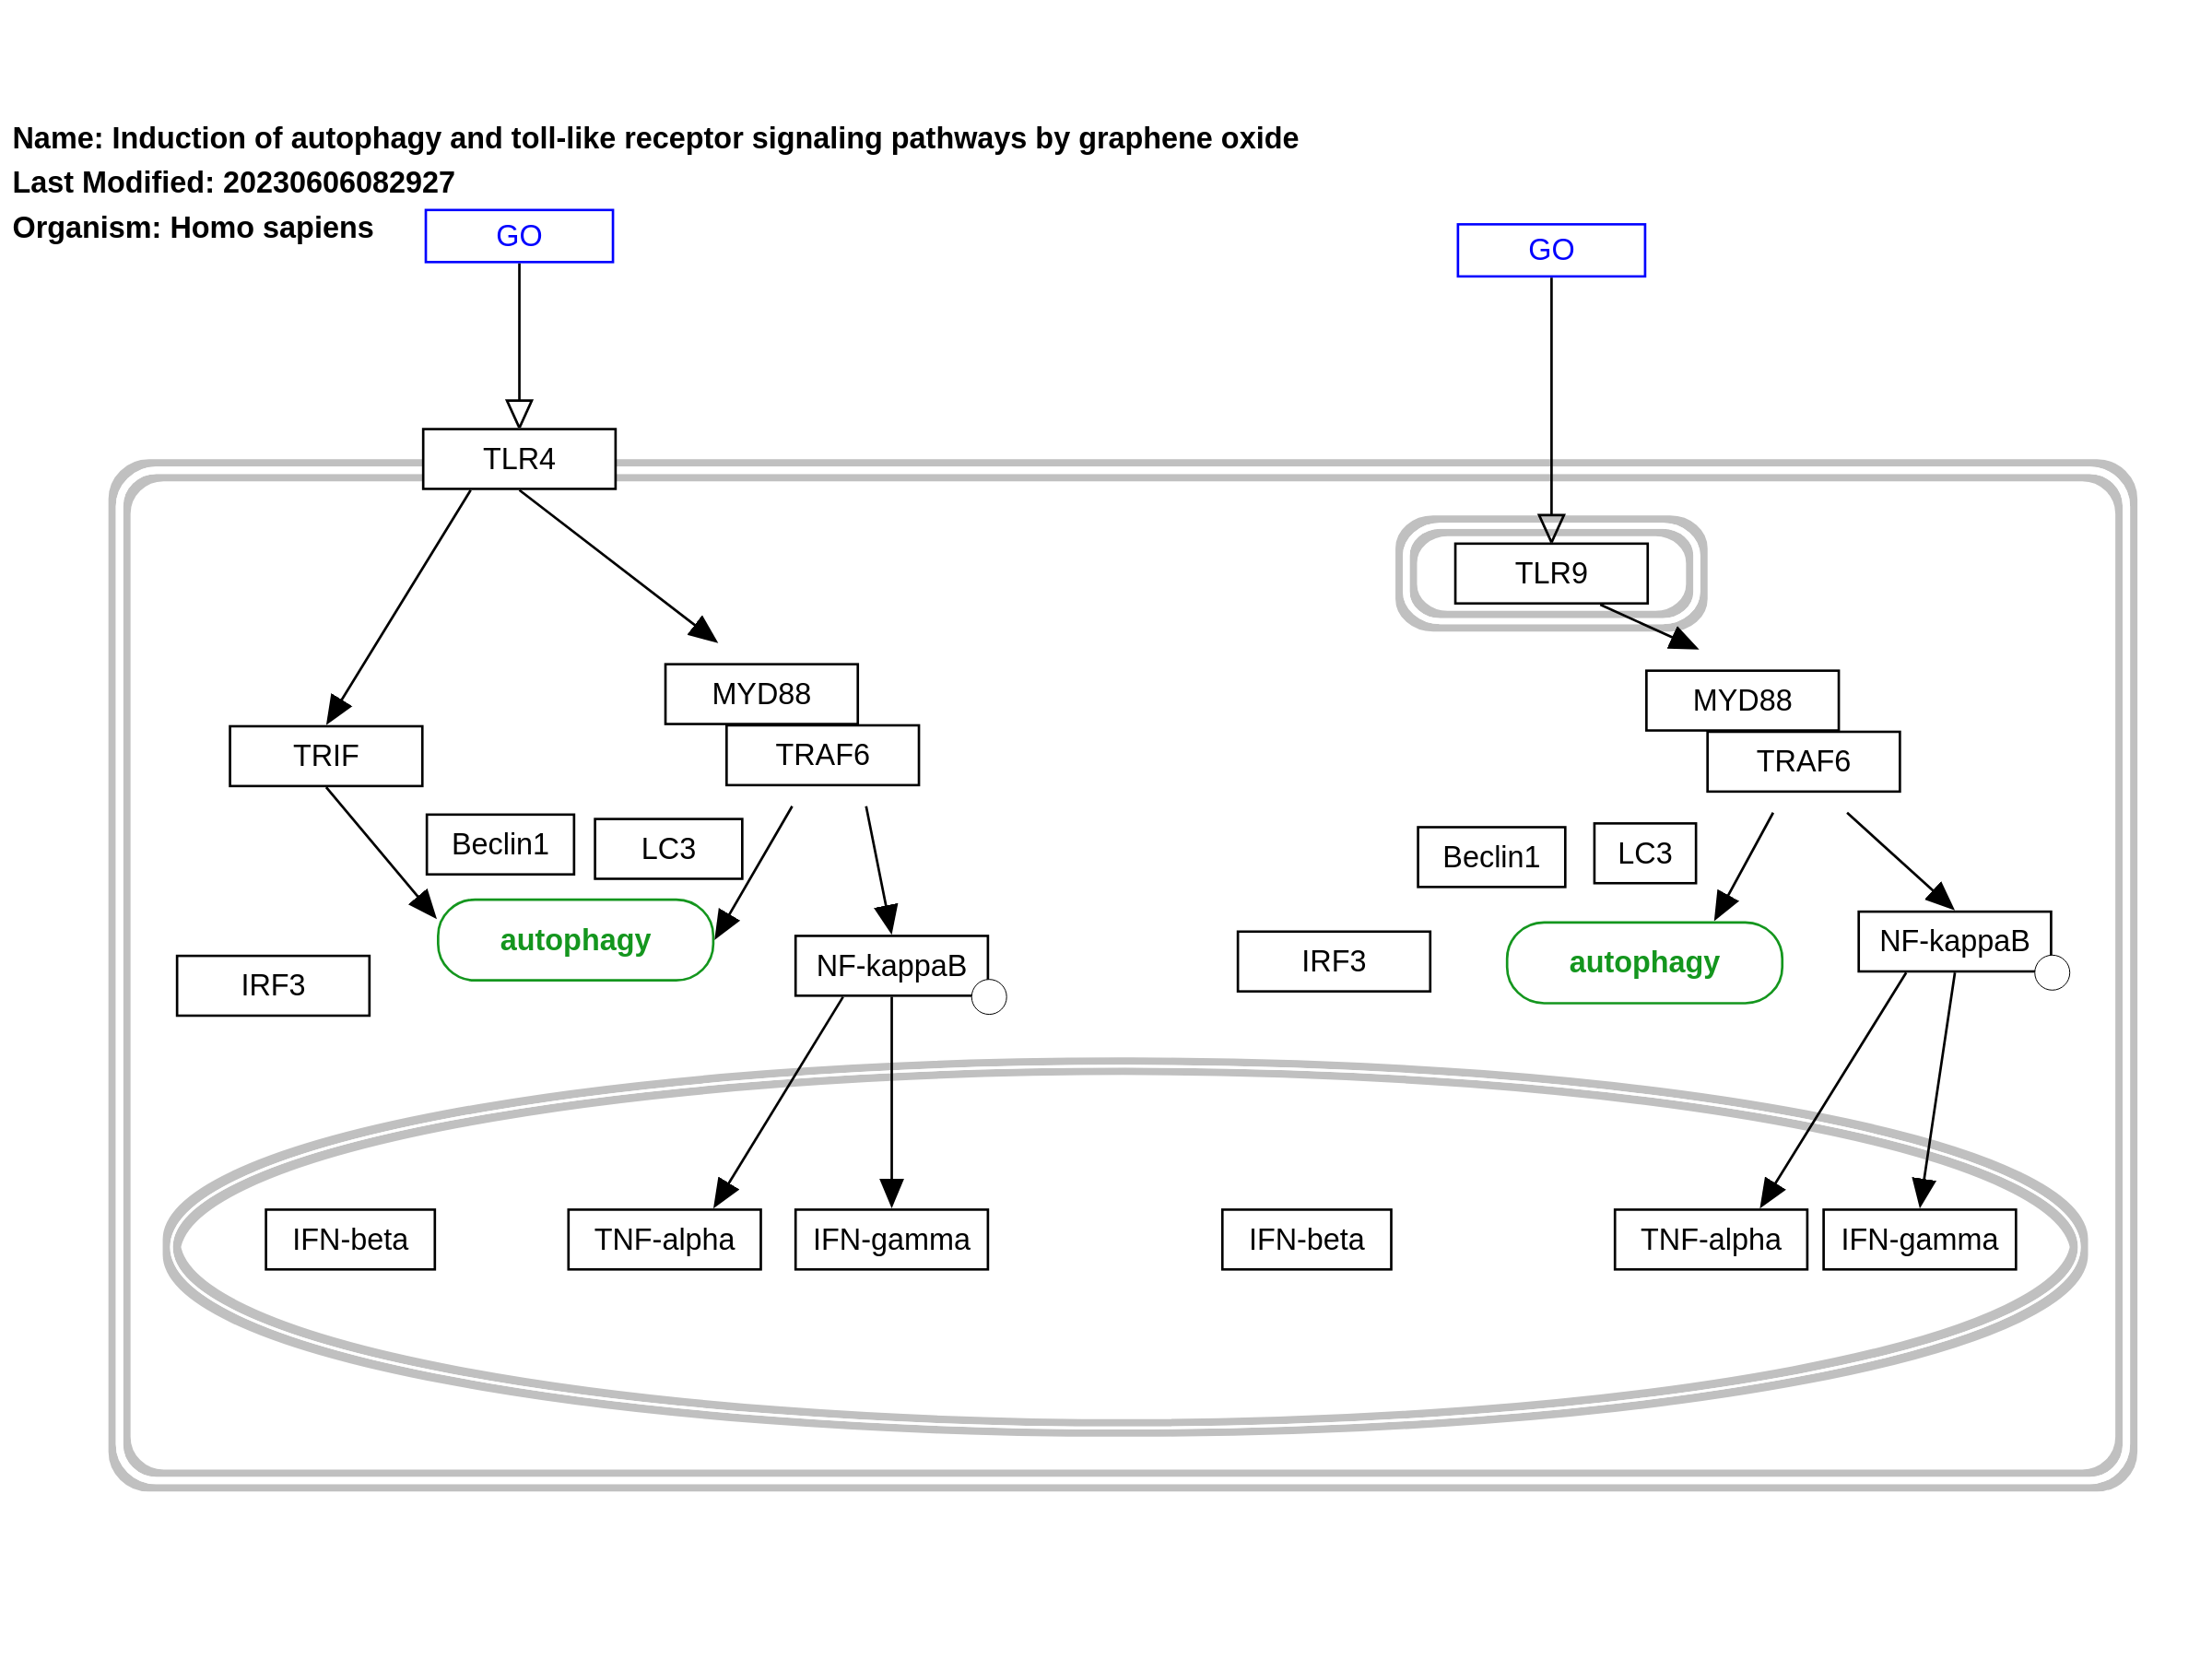 Name: Induction of autophagy and toll-like receptor signaling pathways by graphene oxide
Last Modified: 20230606082927
Organism: Homo sapiens
GO
GO
TLR4
TLR9
MYD88
MYD88
TRIF
TRAF6
TRAF6
Beclin1
LC3
Beclin1
LC3
autophagy
NF-kappaB
IRF3
IRF3
autophagy
NF-kappaB
IFN-beta
TNF-alpha
IFN-gamma
IFN-beta
TNF-alpha
IFN-gamma